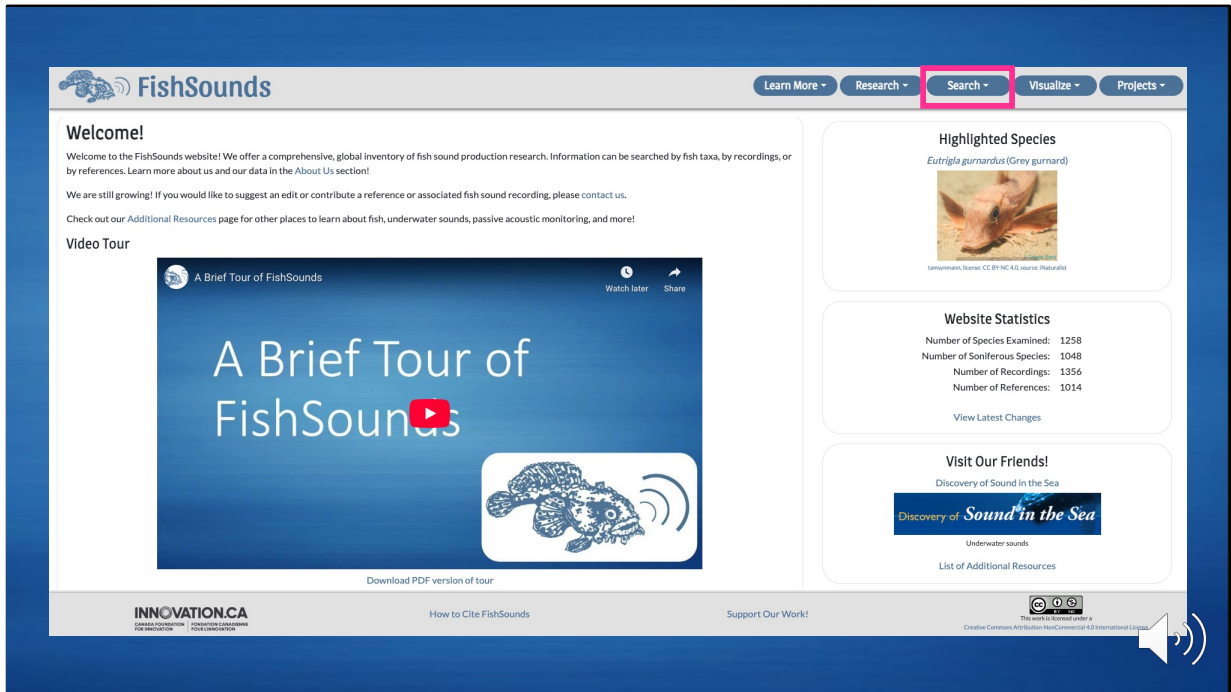 FishSounds
Learn More
Research
Search
Visualize
Projects
Welcome!
Welcome to the FishSounds website! We offer a comprehensive, global inventory of fish sound production research. Information can be searched by fish taxa, by recordings, or
by references. Learn more about us and our data in the About Us section!
We are still growing! If you would like to suggest an edit or contribute a reference or associated fish sound recording, please contact us.
Check out our Additional Resources page for other places to learn about fish, underwater sounds, passive acoustic monitoring, and more!
Video Tour
A Brief Tour of FishSounds
Watch later
Share
A Brief Tour of
FishSounds
Download PDF version of tour
Highlighted Species
Eutrigla gurnardus (Grey gurnard)
tamsynmann, license: CC BY-NC 4.0, source: iNaturalist
Website Statistics
Number of Species Examined: 1258
Number of Soniferous Species: 1048
Number of Recordings: 1356
Number of References: 1014
View Latest Changes
Visit Our Friends!
Discovery of Sound in the Sea
Discovery of Sound in the Sea
Underwater sounds
List of Additional Resources
INNOVATION.CA
CANADA FOUNDATION FONDATION CANADIENNE
FOR INNOVATION POUR L'INNOVATION
How to Cite FishSounds
Support Our Work!
cc
BY NC
This work is licensed under a
Creative Commons Attribution-NonCommercial 4.0 International License